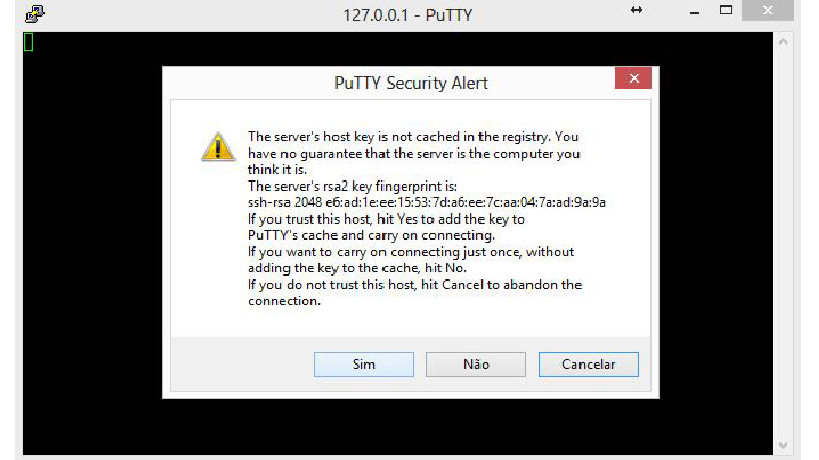 127.0.0.1 - PuTTY
PuTTY Security Alert
The server's host key is not cached in the registry. You
have no guarantee that the server is the computer you
think it is.
The server's rsa2 key fiingerprint is:
ssh-rsa 2048 e6:ad:1e:ee:15:53:7d:a6:ee:7c:aa:04:7a:ad:9a:9a
If you trust this host, hit Yes to add the key to
PuTTY's cache and carry on connecting.
If you want to carry on connecting just once, without
adding the key to the cache, hit No.
If you do not trust this host, hit Cancel to abandon the
connection.
Sim Não Cancelar